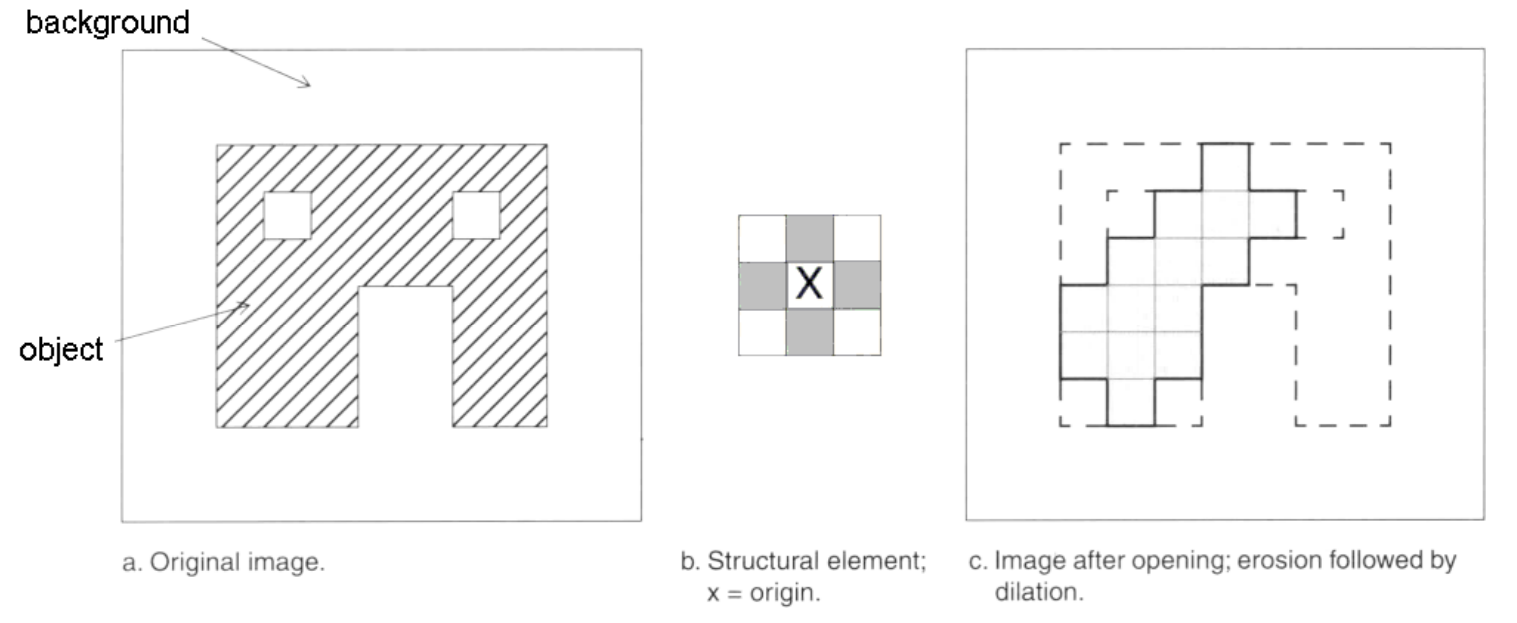 background
object
X
a. Original image.
b. Structural element;
x = origin.
c. Image after opening; erosion followed by
dilation.